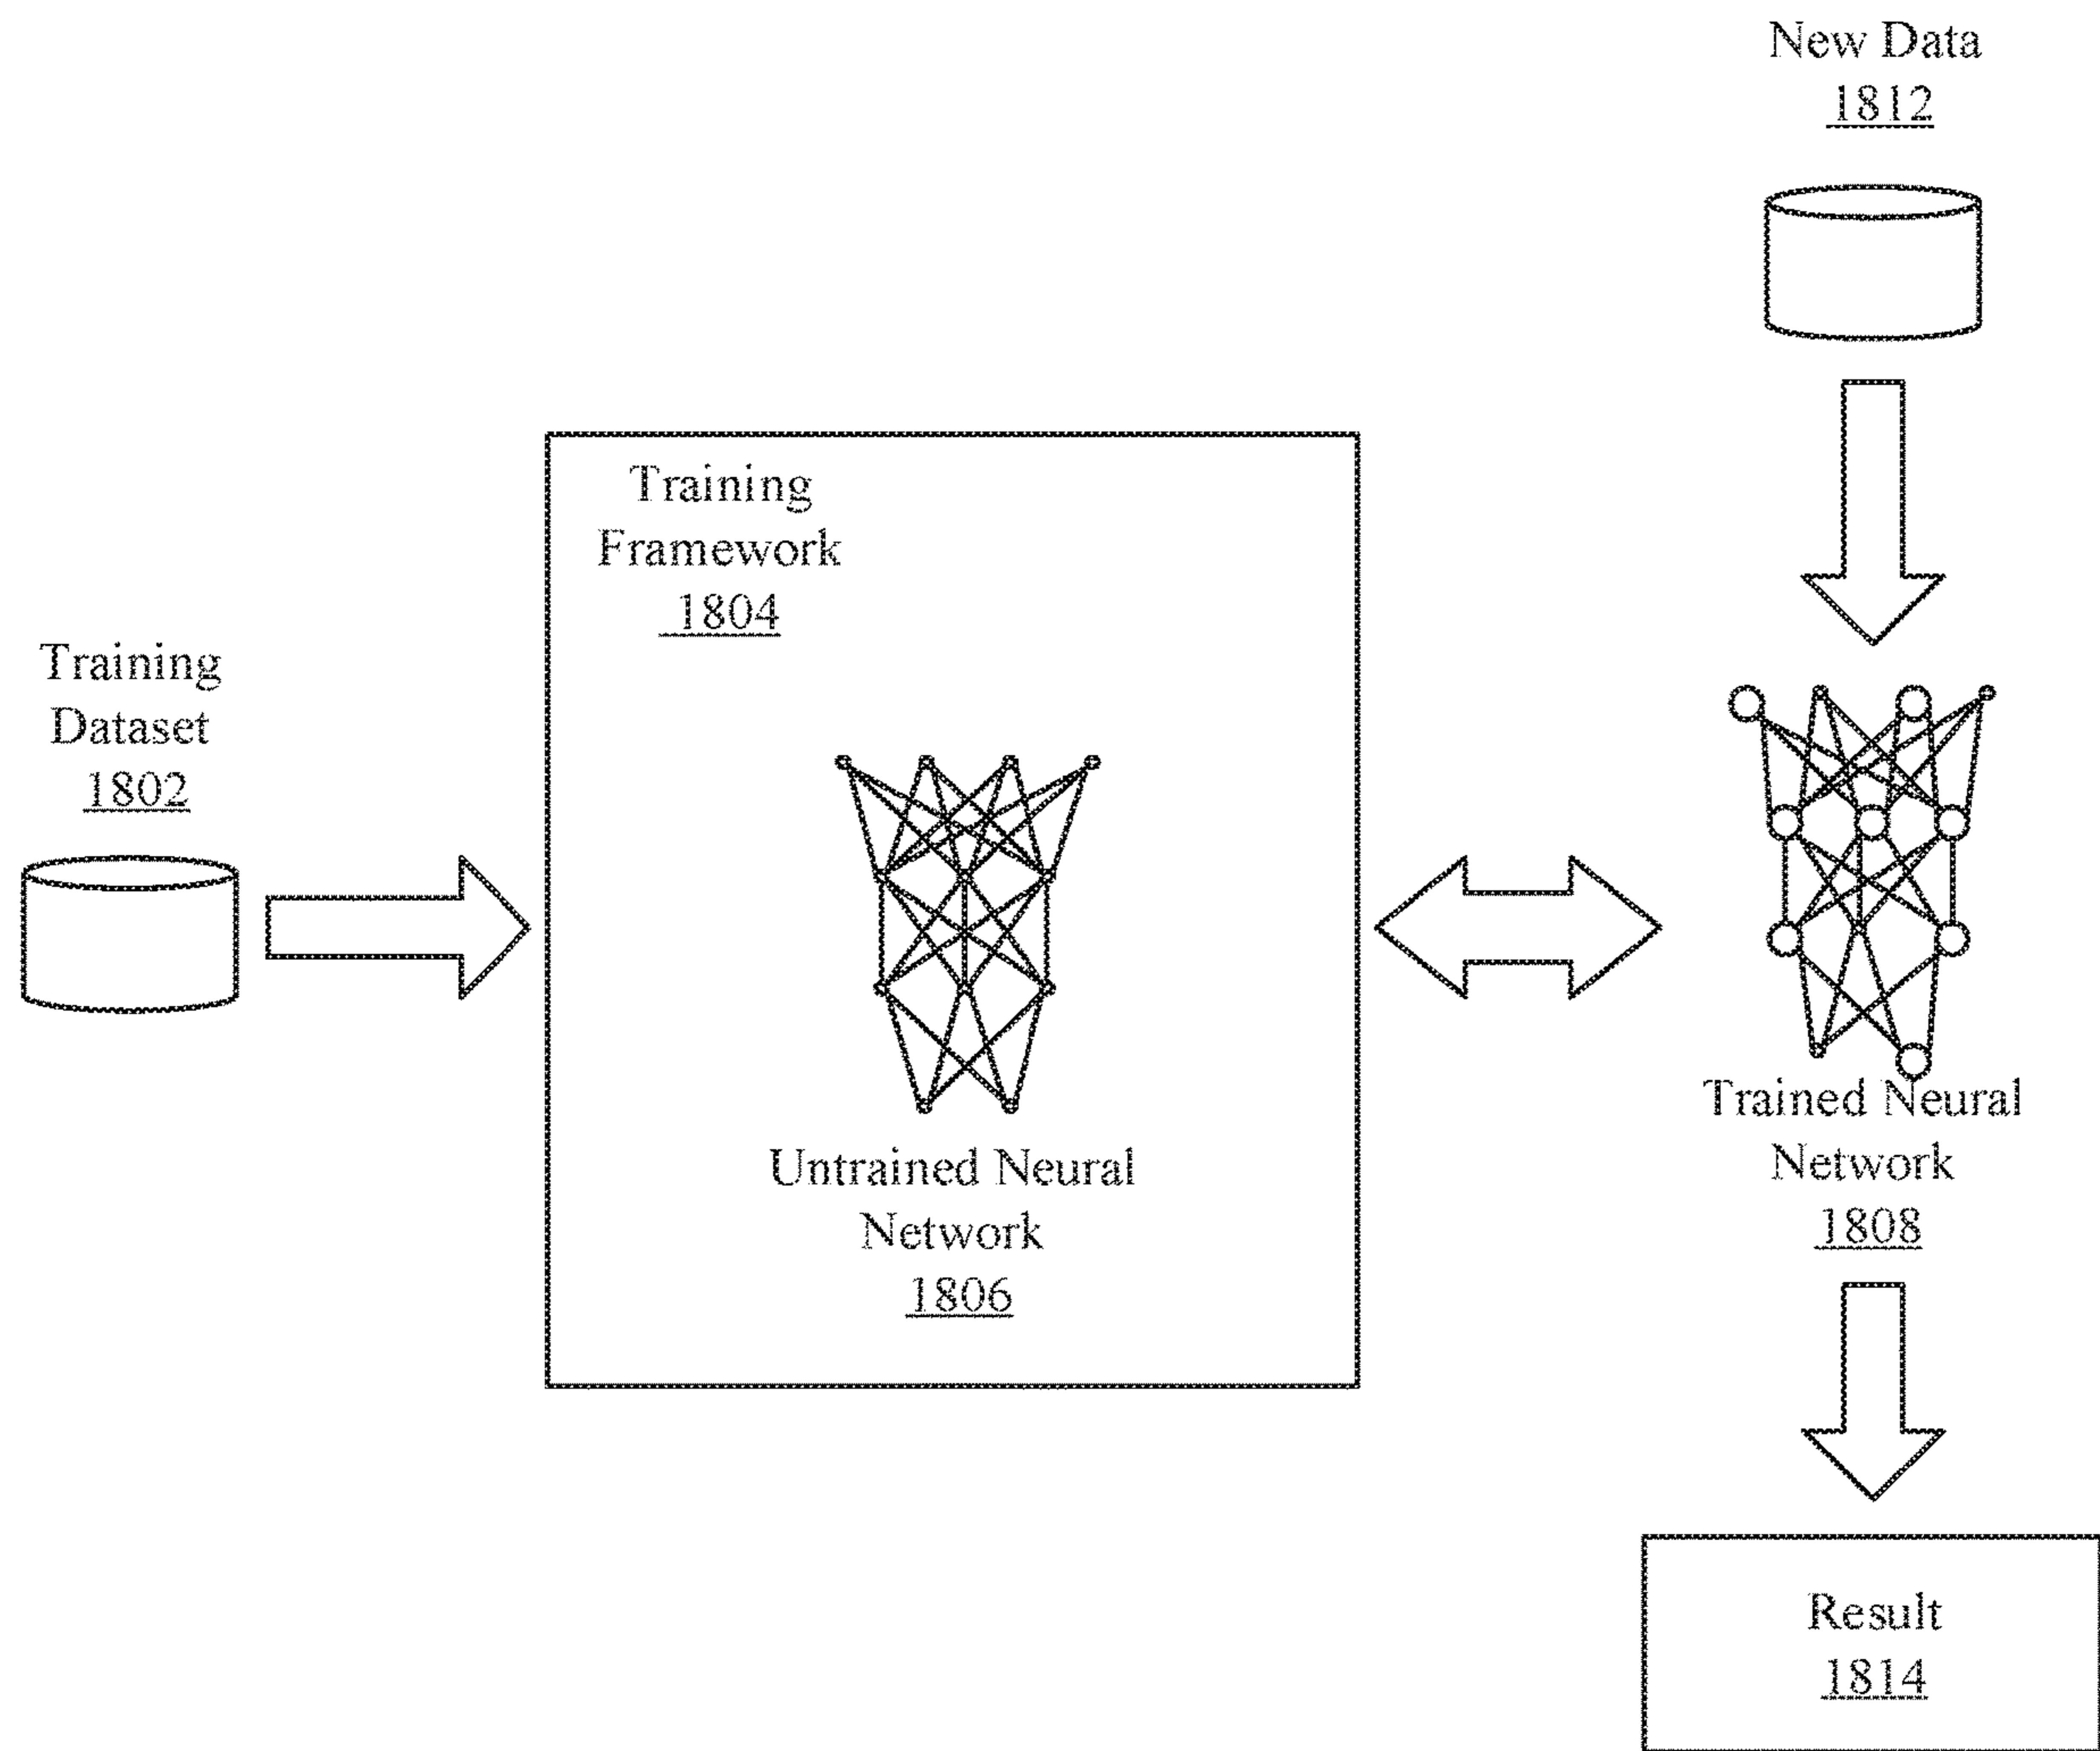 New Data
1812
Training
Framework
1804
Training
Dataset
1802
Untrained Neural
Network
1806
Trained Neural
Network
1808
Result
1814